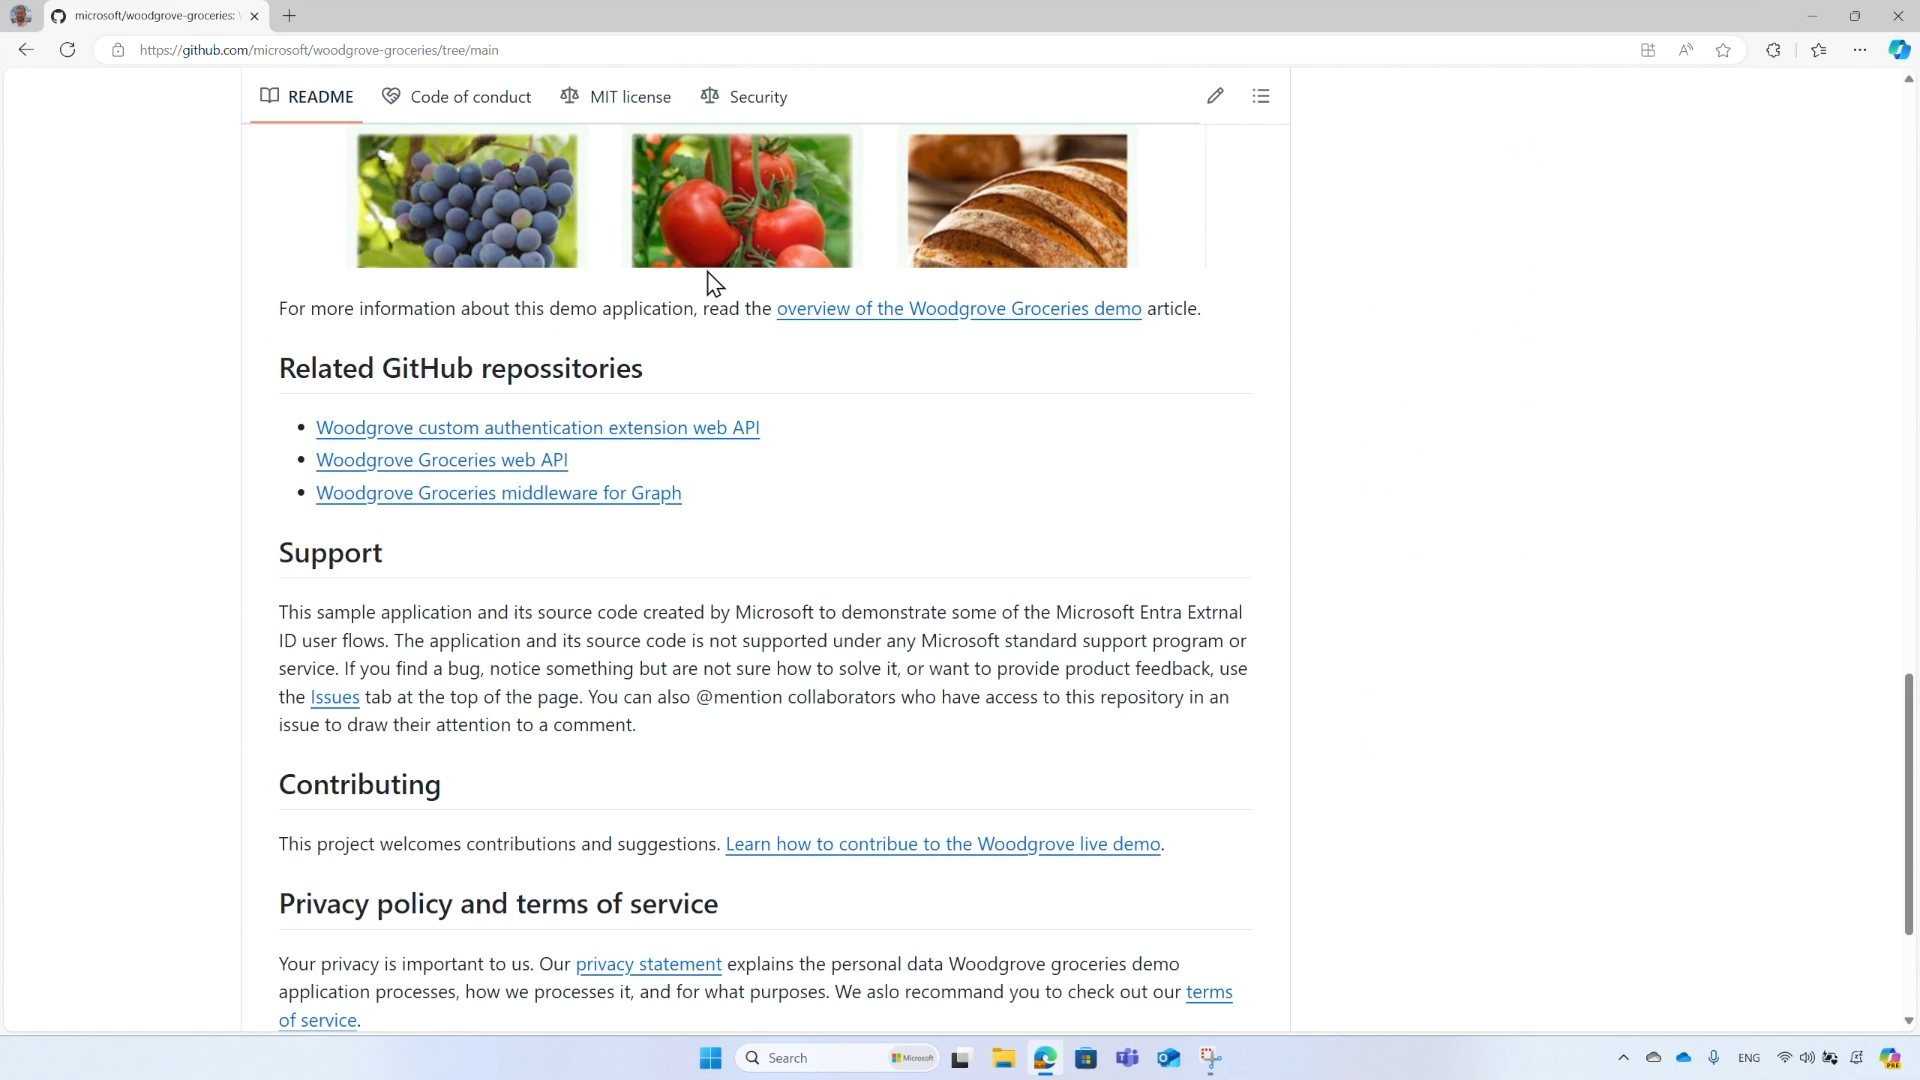 microsoft/woodgrove-groceries:
https://github.com/microsoft/woodgrove-groceries/tree/main
README Code of conduct MIT license Security
For more information about this demo application, read the overview of the Woodgrove Groceries demo article.
Related GitHub repossitories
Woodgrove custom authentication extension web API
Woodgrove Groceries web API
Woodgrove Groceries middleware for Graph
Support
This sample application and its source code created by Microsoft to demonstrate some of the Microsoft Entra Extrnal
ID user flows. The application and its source code is not supported under any Microsoft standard support program or
service. If you find a bug, notice something but are not sure how to solve it, or want to provide product feedback, use
the Issues tab at the top of the page. You can also @mention collaborators who have access to this repository in an
issue to draw their attention to a comment.
Contributing
This project welcomes contributions and suggestions. Learn how to contribue to the Woodgrove live demo.
Privacy policy and terms of service
Your privacy is important to us. Our privacy statement explains the personal data Woodgrove groceries demo
application processes, how we processes it, and for what purposes. We aslo recommand you to check out our terms
of service.
Search Microsoft ENG PRE